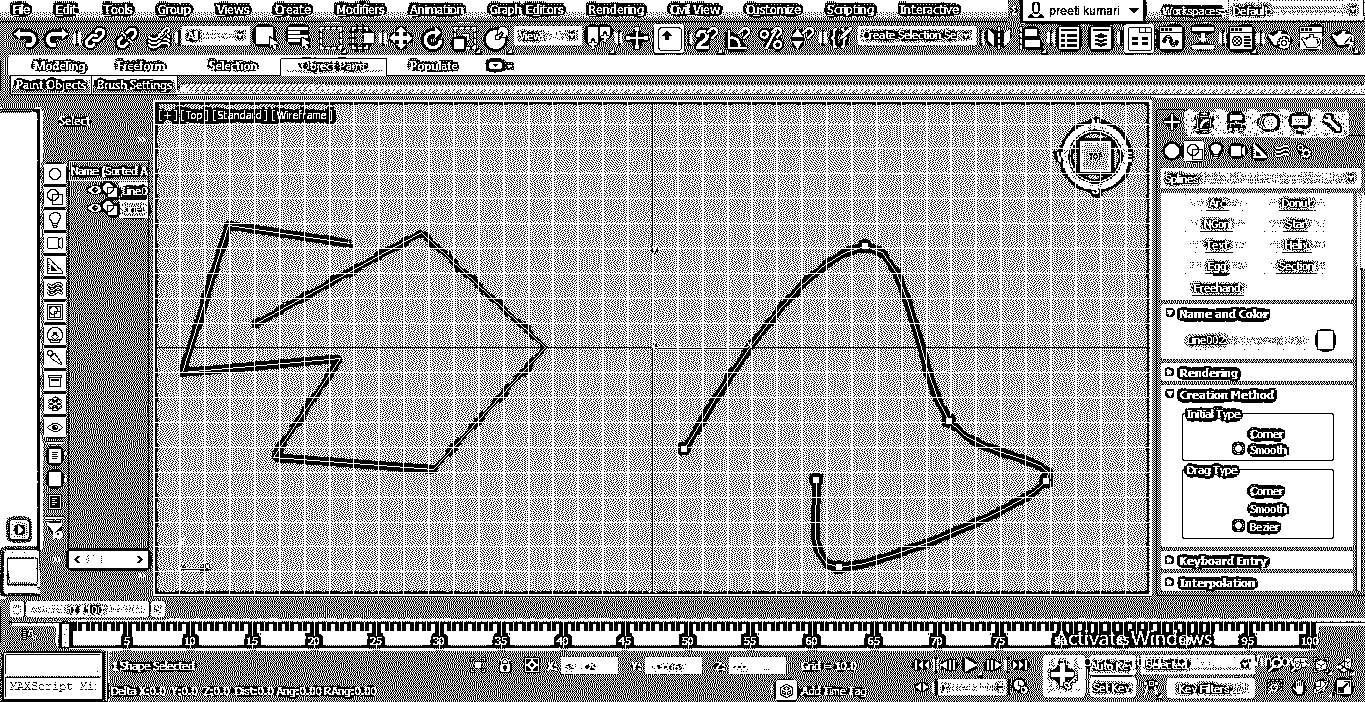 File Edit Tools Group Views Create Modifiers Animation Graph Editors Rendering Civil View Customize Scripting Interactive preeti kumari Workspaces: Default
All View Create Selection Se
Modeling Freeform Selection Object Paint Populate
Paint Objects Brush Settings
Select
[+] [Top] [Standard] [Wireframe]
TOP
Name (Sorted A
Arc Donut
NGon Star
Text Helix
Egg Section
Freehand
Name and Color
Line002
Rendering
Creation Method
Initial Type
Corner
Smooth
Drag Type
Corner
Smooth
Bezier
Keyboard Entry
Interpolation
0 / 100
5 10 15 20 25 30 35 40 45 50 55 60 65 70 75 80 95 100
Activate Windows
1 Shape Selected X: Y: Z: Grid = 10.0 Auto Key Selected
MAXScript Mi
Delta X:0.0 Y:0.0 Z:0.0 Dist:0.0 Ang:0.00 RAng:0.00 Add Time Tag Set Key Key Filters...